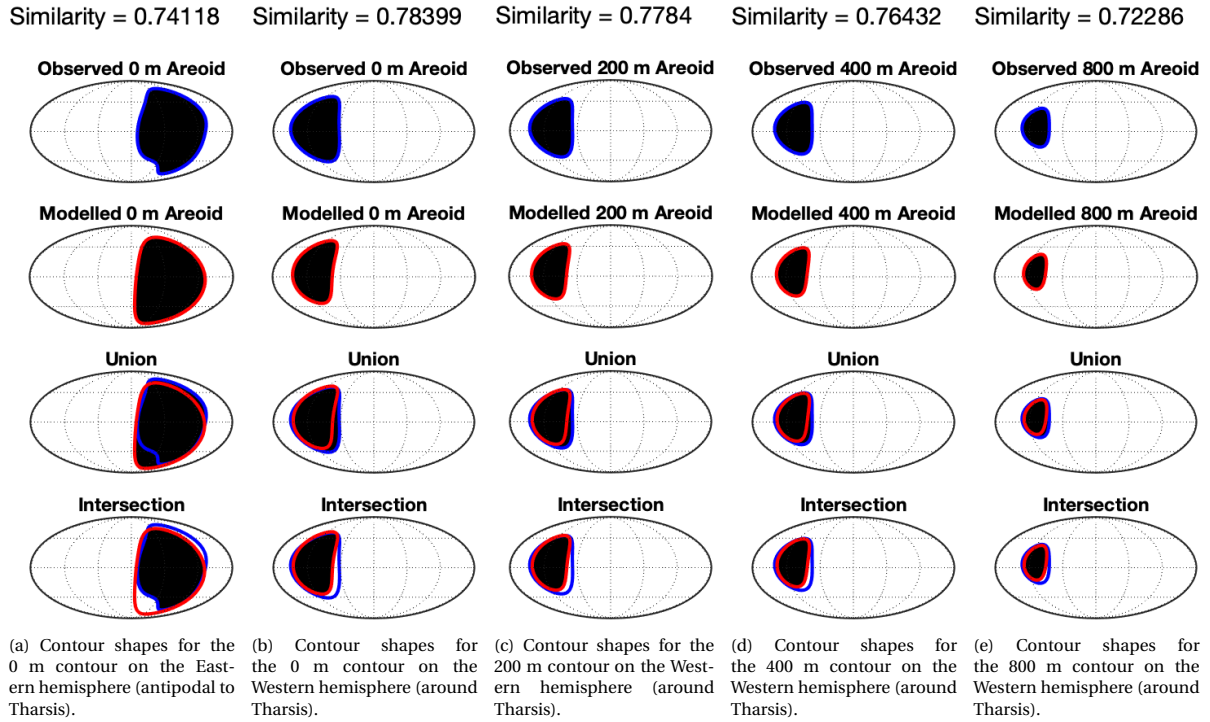 Similarity = 0.74118
Similarity = 0.78399
Similarity = 0.7784
Similarity = 0.76432
Similarity = 0.72286
Observed 0 m Areoid
Observed 0 m Areoid
Observed 200 m Areoid
Observed 400 m Areoid
Observed 800 m Areoid
Modelled 0 m Areoid
Modelled 0 m Areoid
Modelled 200 m Areoid
Modelled 400 m Areoid
Modelled 800 m Areoid
Union
Union
Union
Union
Union
Intersection
Intersection
Intersection
Intersection
Intersection
(a) Contour shapes for the
0 m contour on the East-
ern hemisphere (antipodal to
Tharsis).
(b) Contour shapes for
the 0 m contour on the
Western hemisphere (around
Tharsis).
(c) Contour shapes for the
200 m contour on the West-
ern hemisphere (around
Tharsis).
(d) Contour shapes for
the 400 m contour on the
Western hemisphere (around
Tharsis).
(e) Contour shapes for
the 800 m contour on the
Western hemisphere (around
Tharsis).